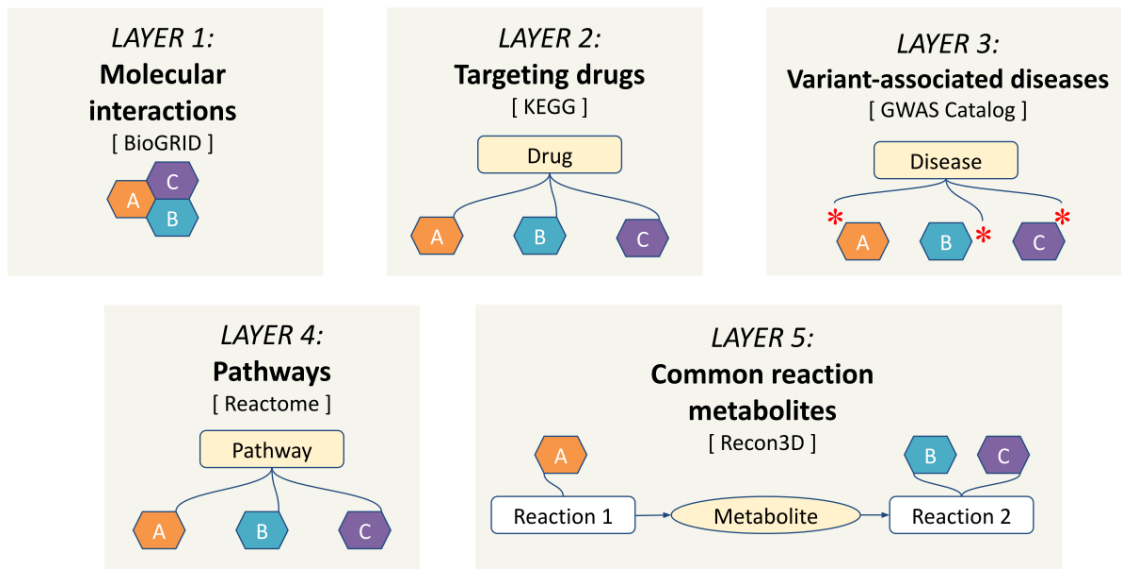 LAYER 1:
Molecular
interactions
[ BioGRID ]
C
A
B
LAYER 2:
Targeting drugs
[ KEGG ]
Drug
A
B
C
LAYER 3:
Variant-associated diseases
[ GWAS Catalog ]
Disease
*
*
*
A
B
C
LAYER 4:
Pathways
[ Reactome ]
Pathway
A
B
C
LAYER 5:
Common reaction
metabolites
[ Recon3D ]
A
B
C
Reaction 1
Metabolite
Reaction 2